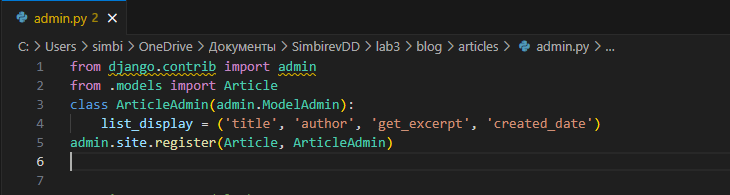 admin.py 2 ×
C: > Users > simbi > OneDrive > Документы > SimbirevDD > lab3 > blog > articles > admin.py > ...
1 from django.contrib import admin
2 from .models import Article
3 class ArticleAdmin(admin.ModelAdmin):
4     list_display = ('title', 'author', 'get_excerpt', 'created_date')
5 admin.site.register(Article, ArticleAdmin)
6
7